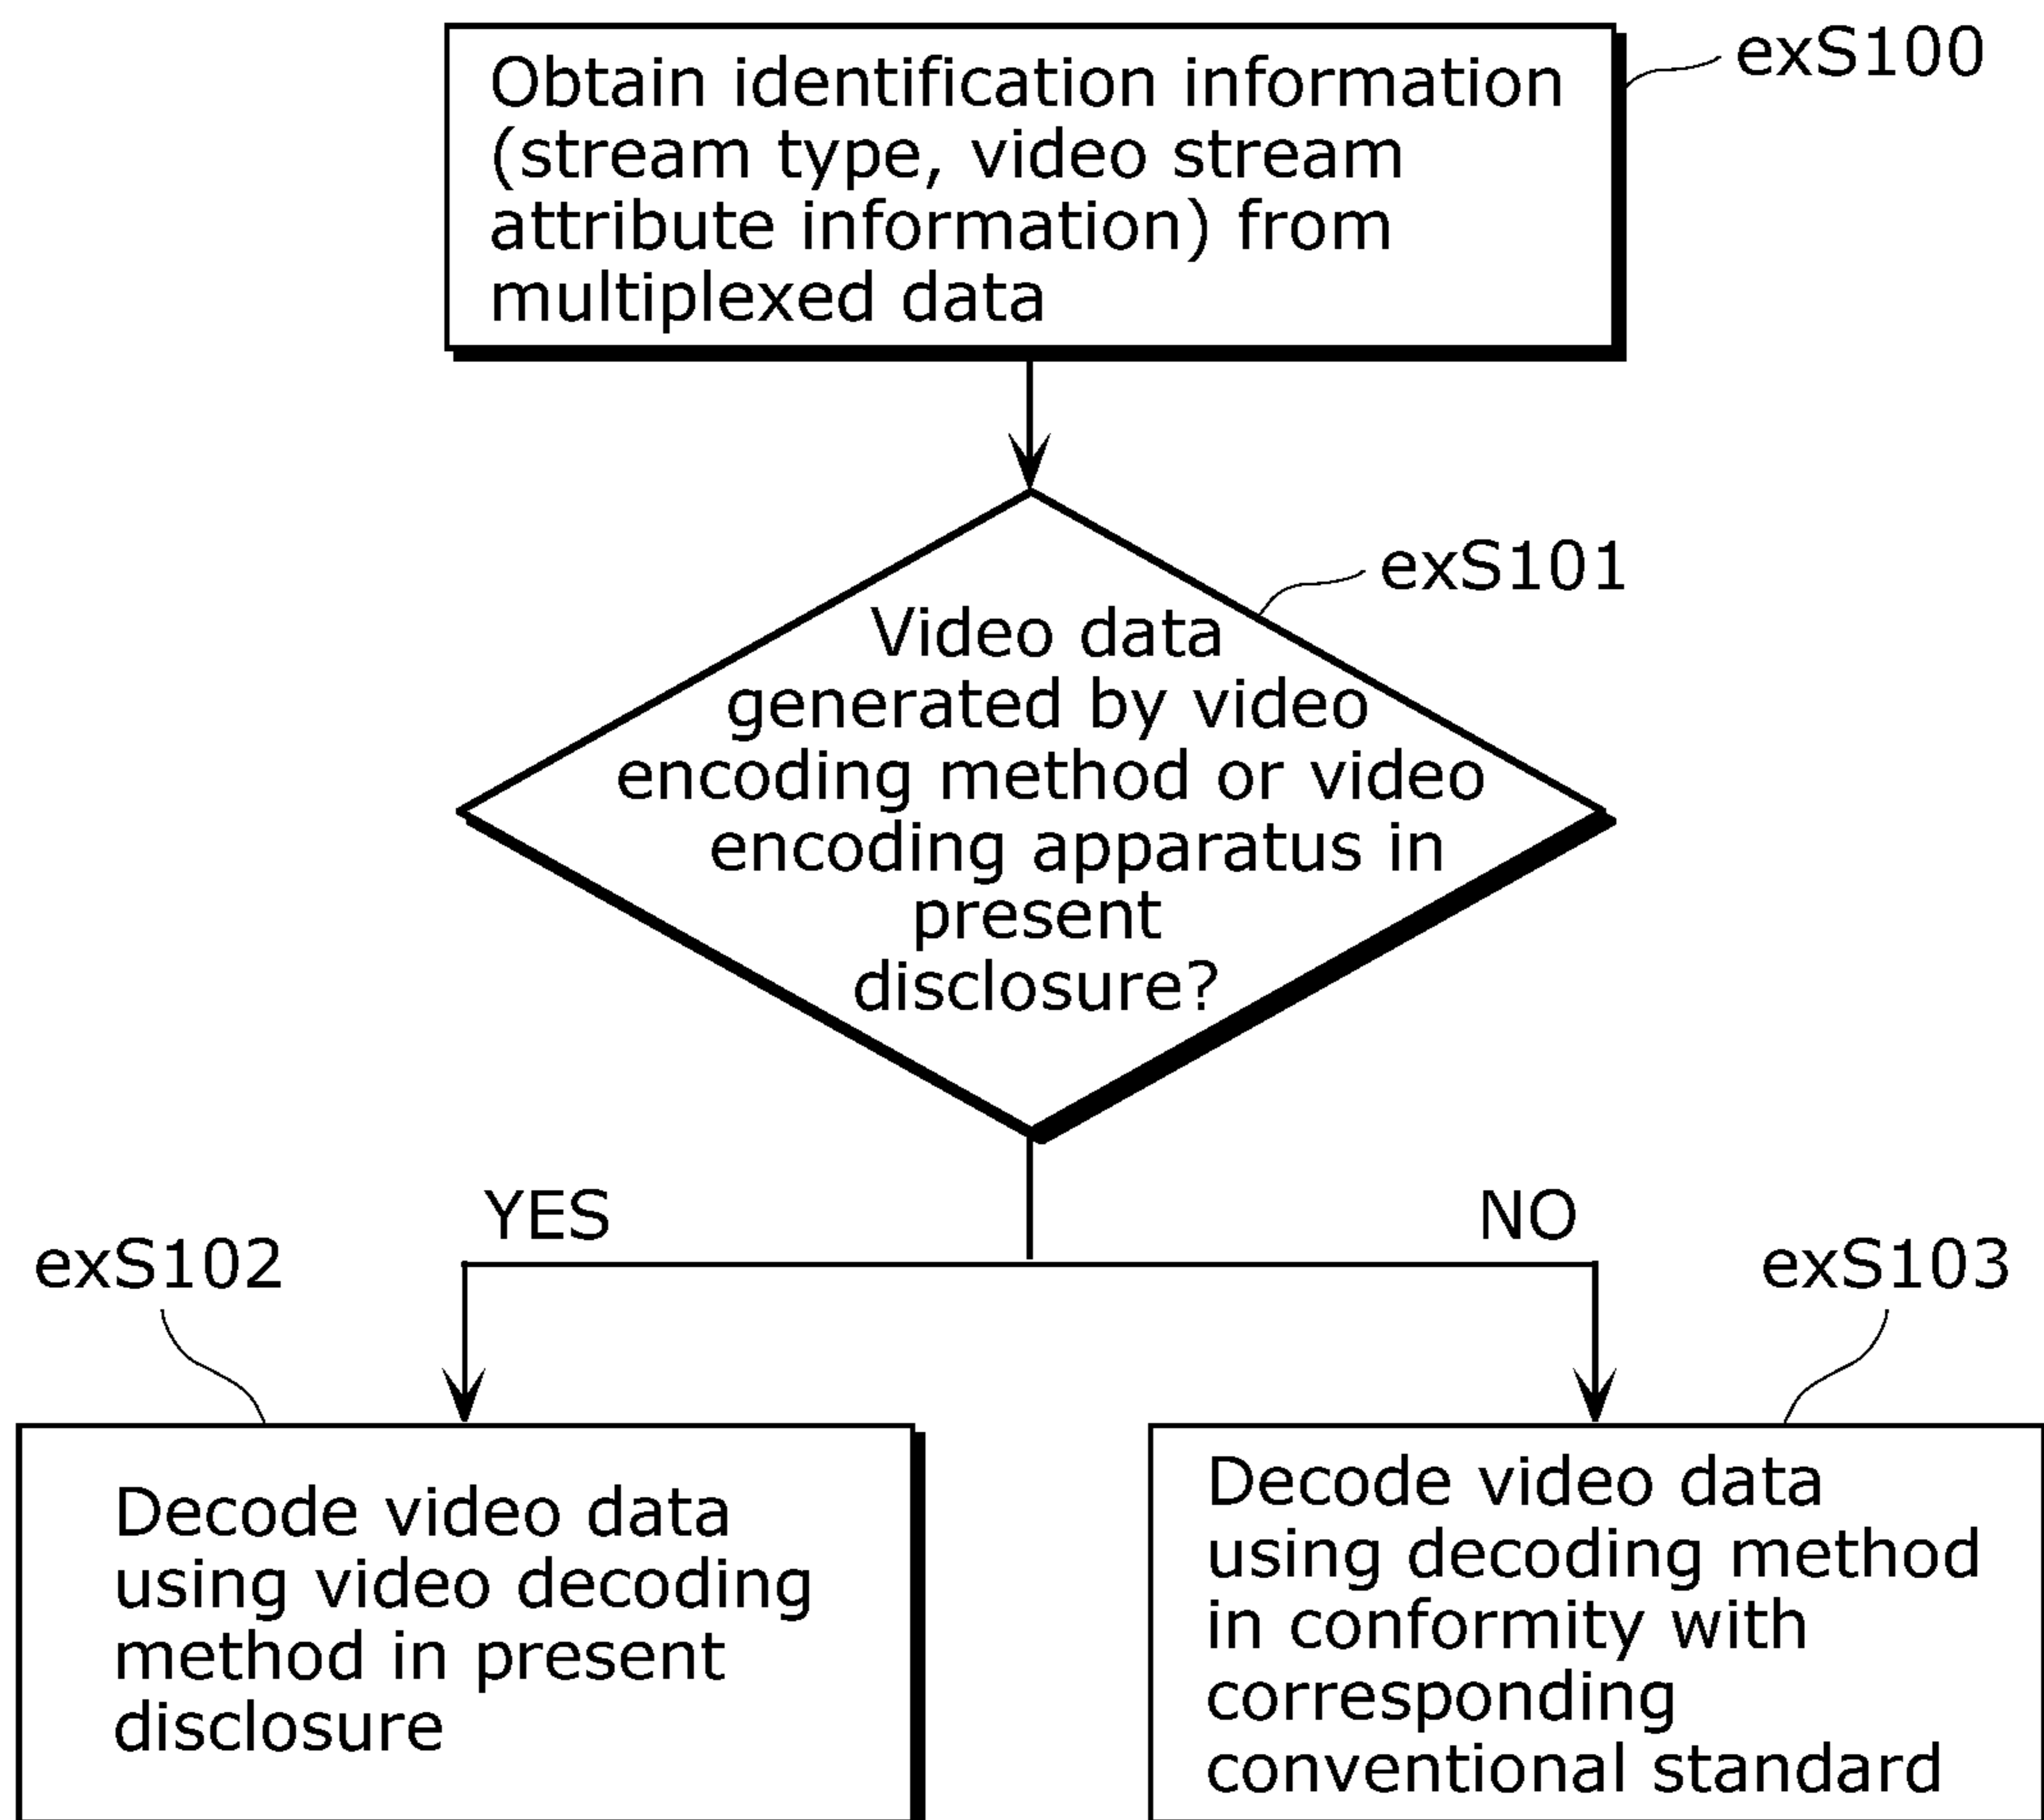 exS100
Obtain identification information
(stream type, video stream
attribute information) from
multiplexed data
exS101
Video data
generated by video
encoding method or video
encoding apparatus in
present
disclosure?
YES
NO
exS102
exS103
Decode video data
using video decoding
method in present
disclosure
Decode video data
using decoding method
in conformity with
corresponding
conventional standard